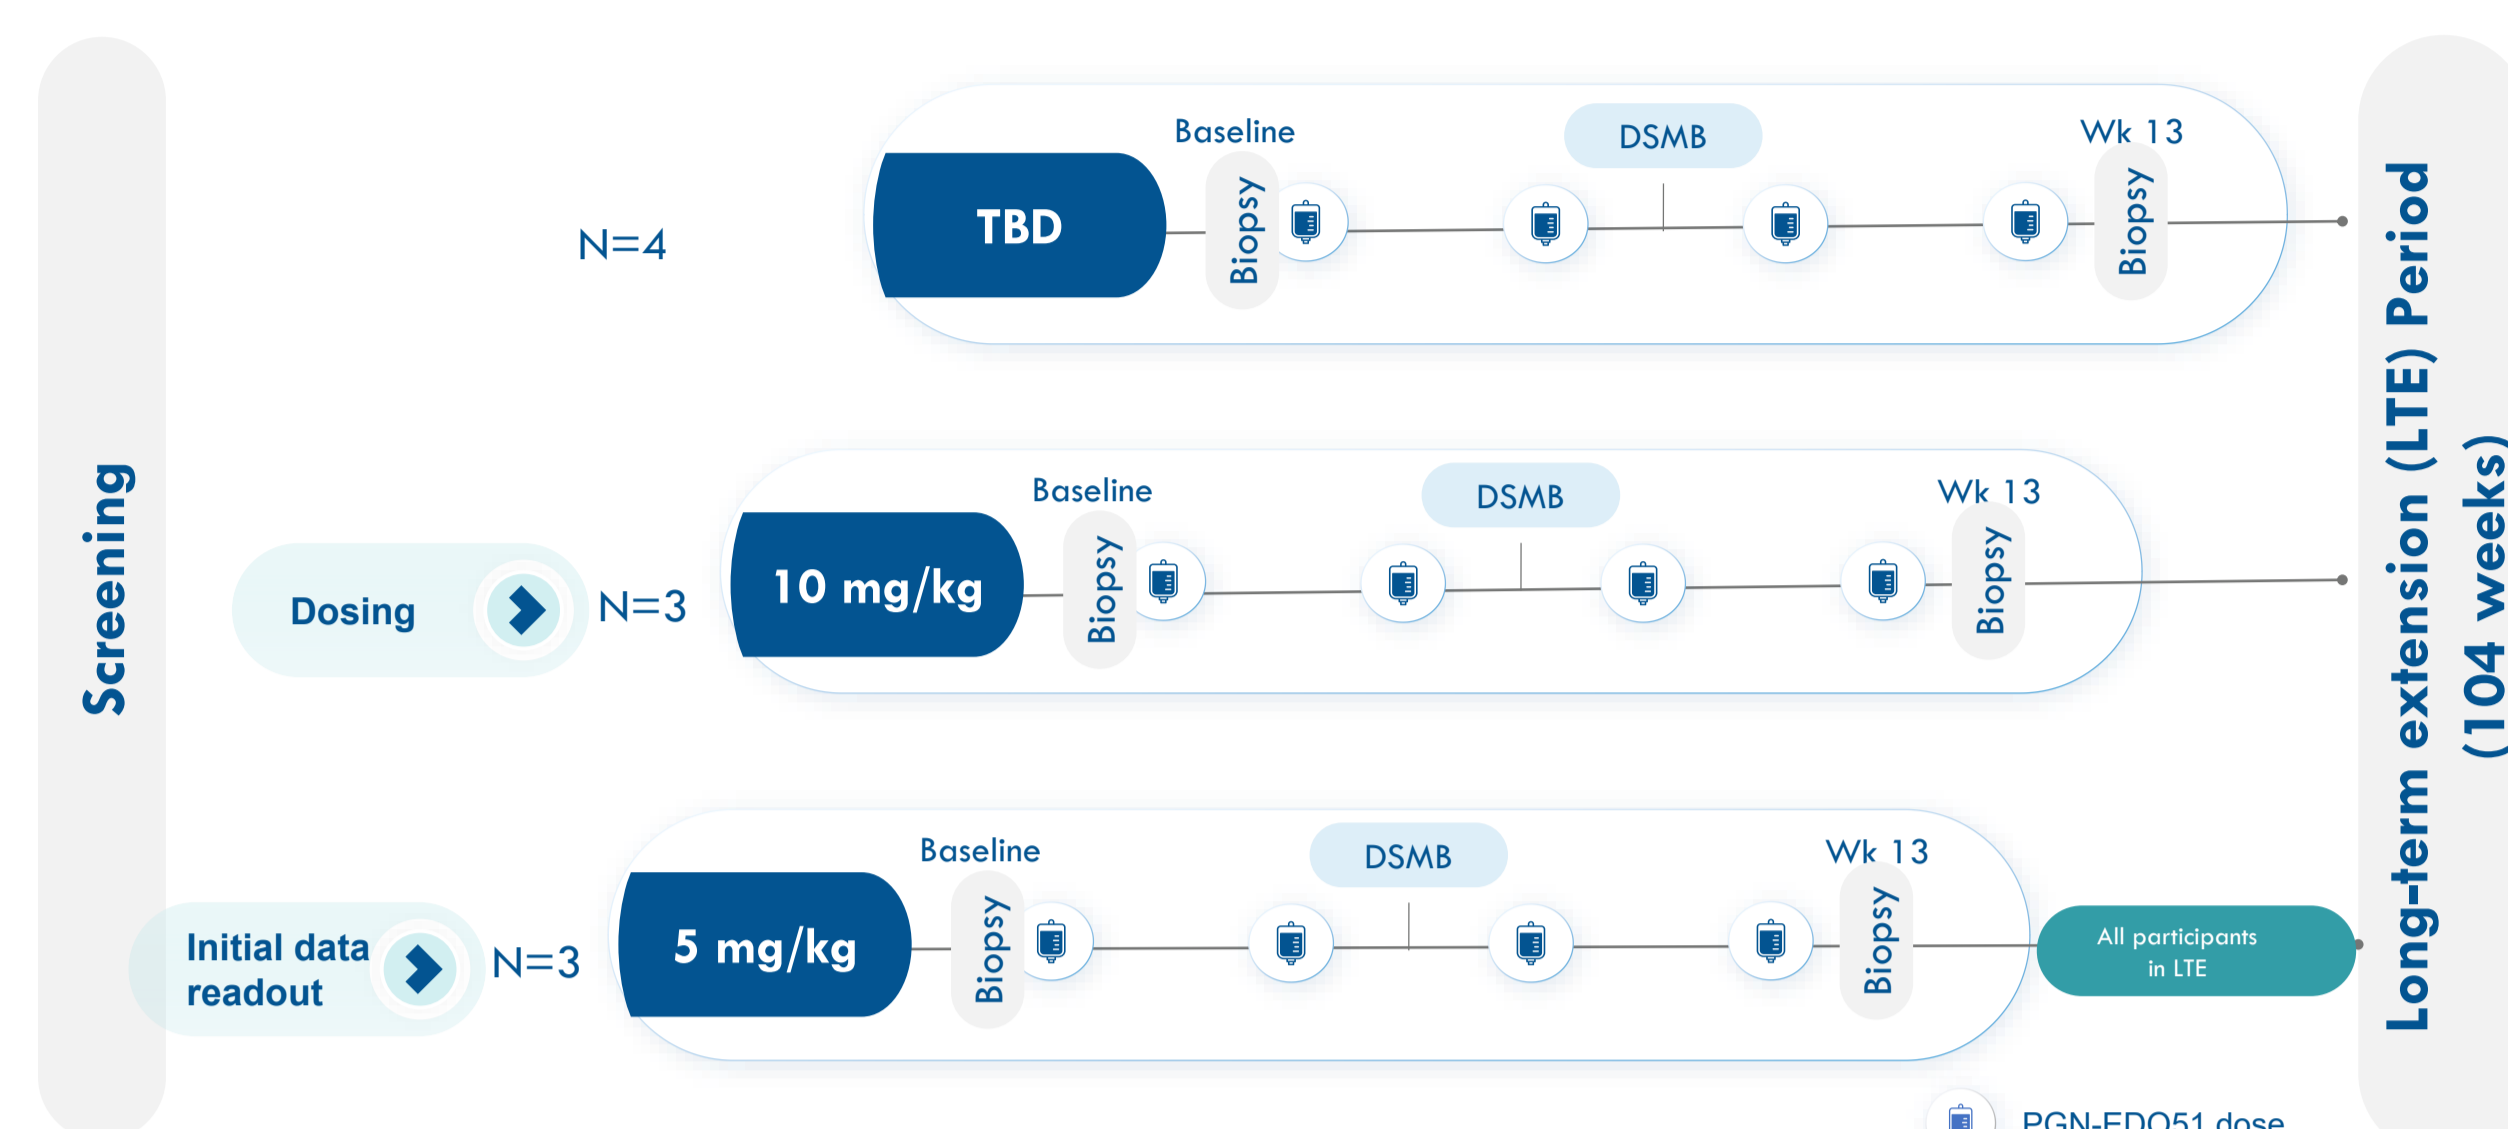 Screening
N=4
TBD
Baseline
Biopsy
DSMB
Wk 13
Biopsy
Dosing
N=3
10 mg/kg
Baseline
Biopsy
DSMB
Wk 13
Biopsy
Initial data
readout
N=3
5 mg/kg
Baseline
Biopsy
DSMB
Wk 13
Biopsy
All participants
in LTE
Long-term extension (LTE) Period
(104 weeks)
PGN-EDO51 dose